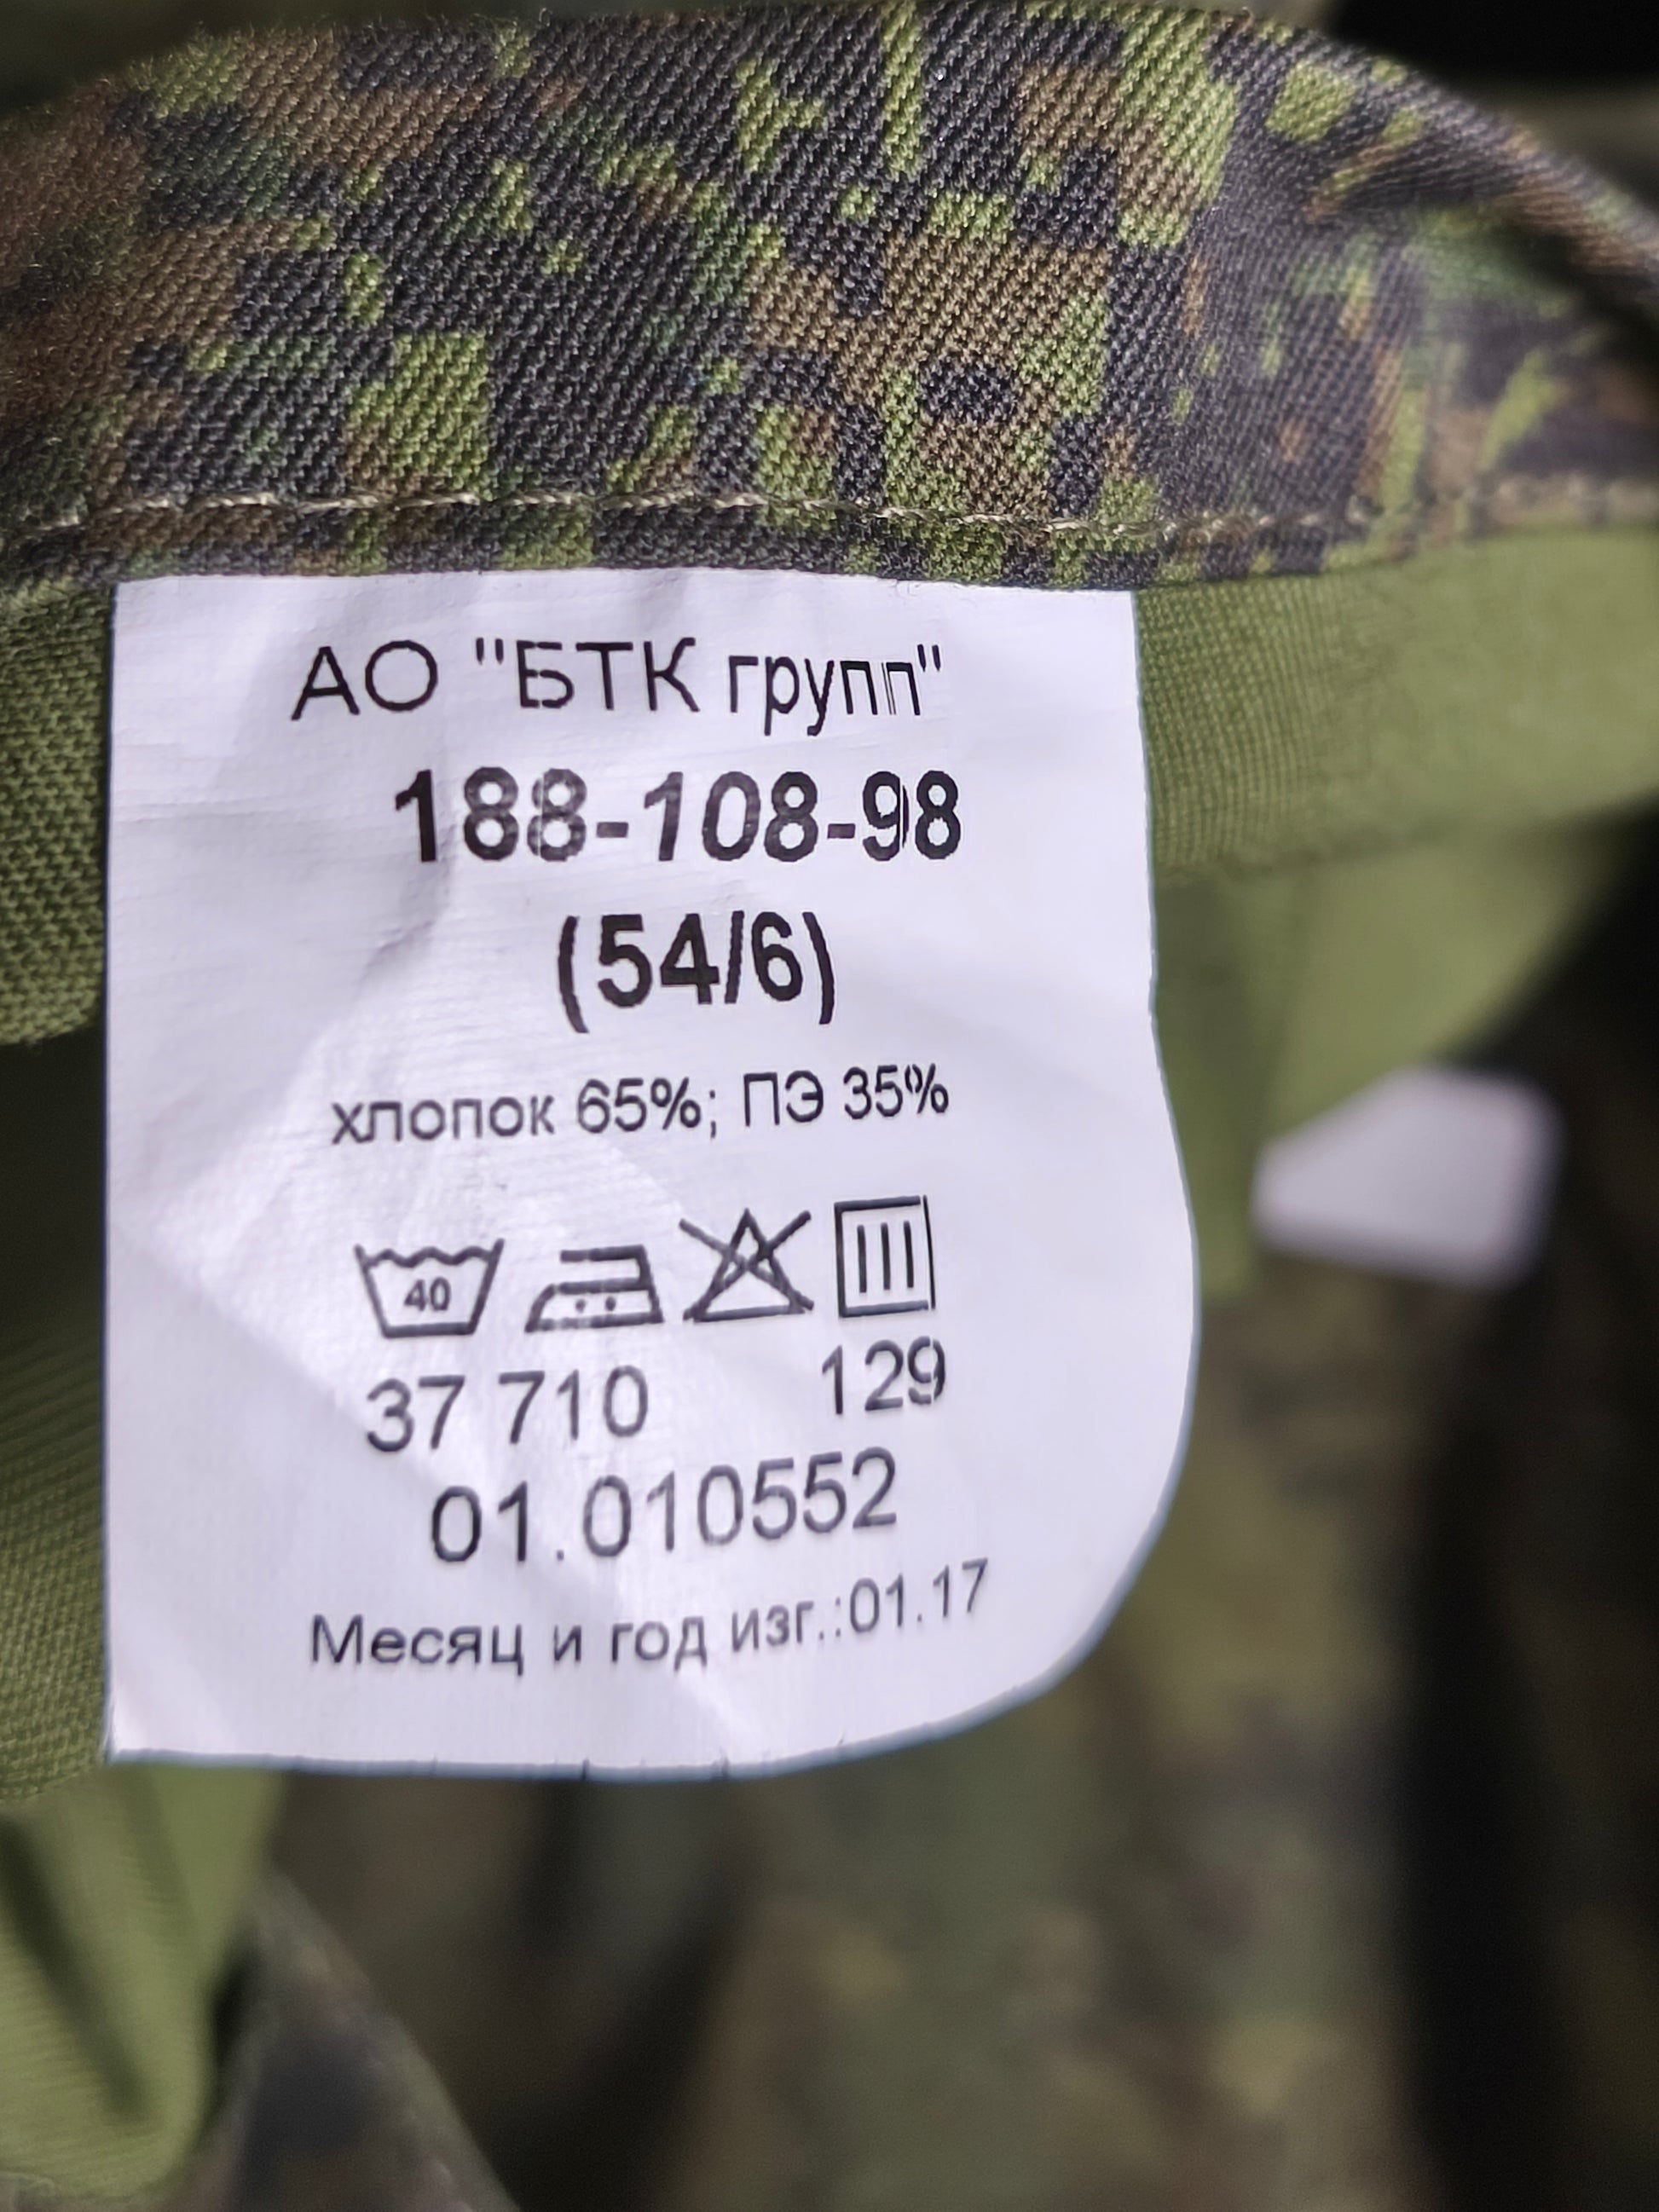 АО "БТК групп"
188-108-98
(54/6)
хлопок 65%; ПЭ 35%
40
37 710 129
01.010552
Месяц и год изг.:01.17